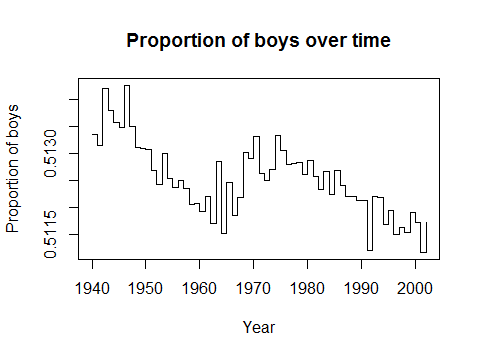 Proportion of boys over time
Proportion of boys
0.5130
0.5115
1940 1950 1960 1970 1980 1990 2000
Year